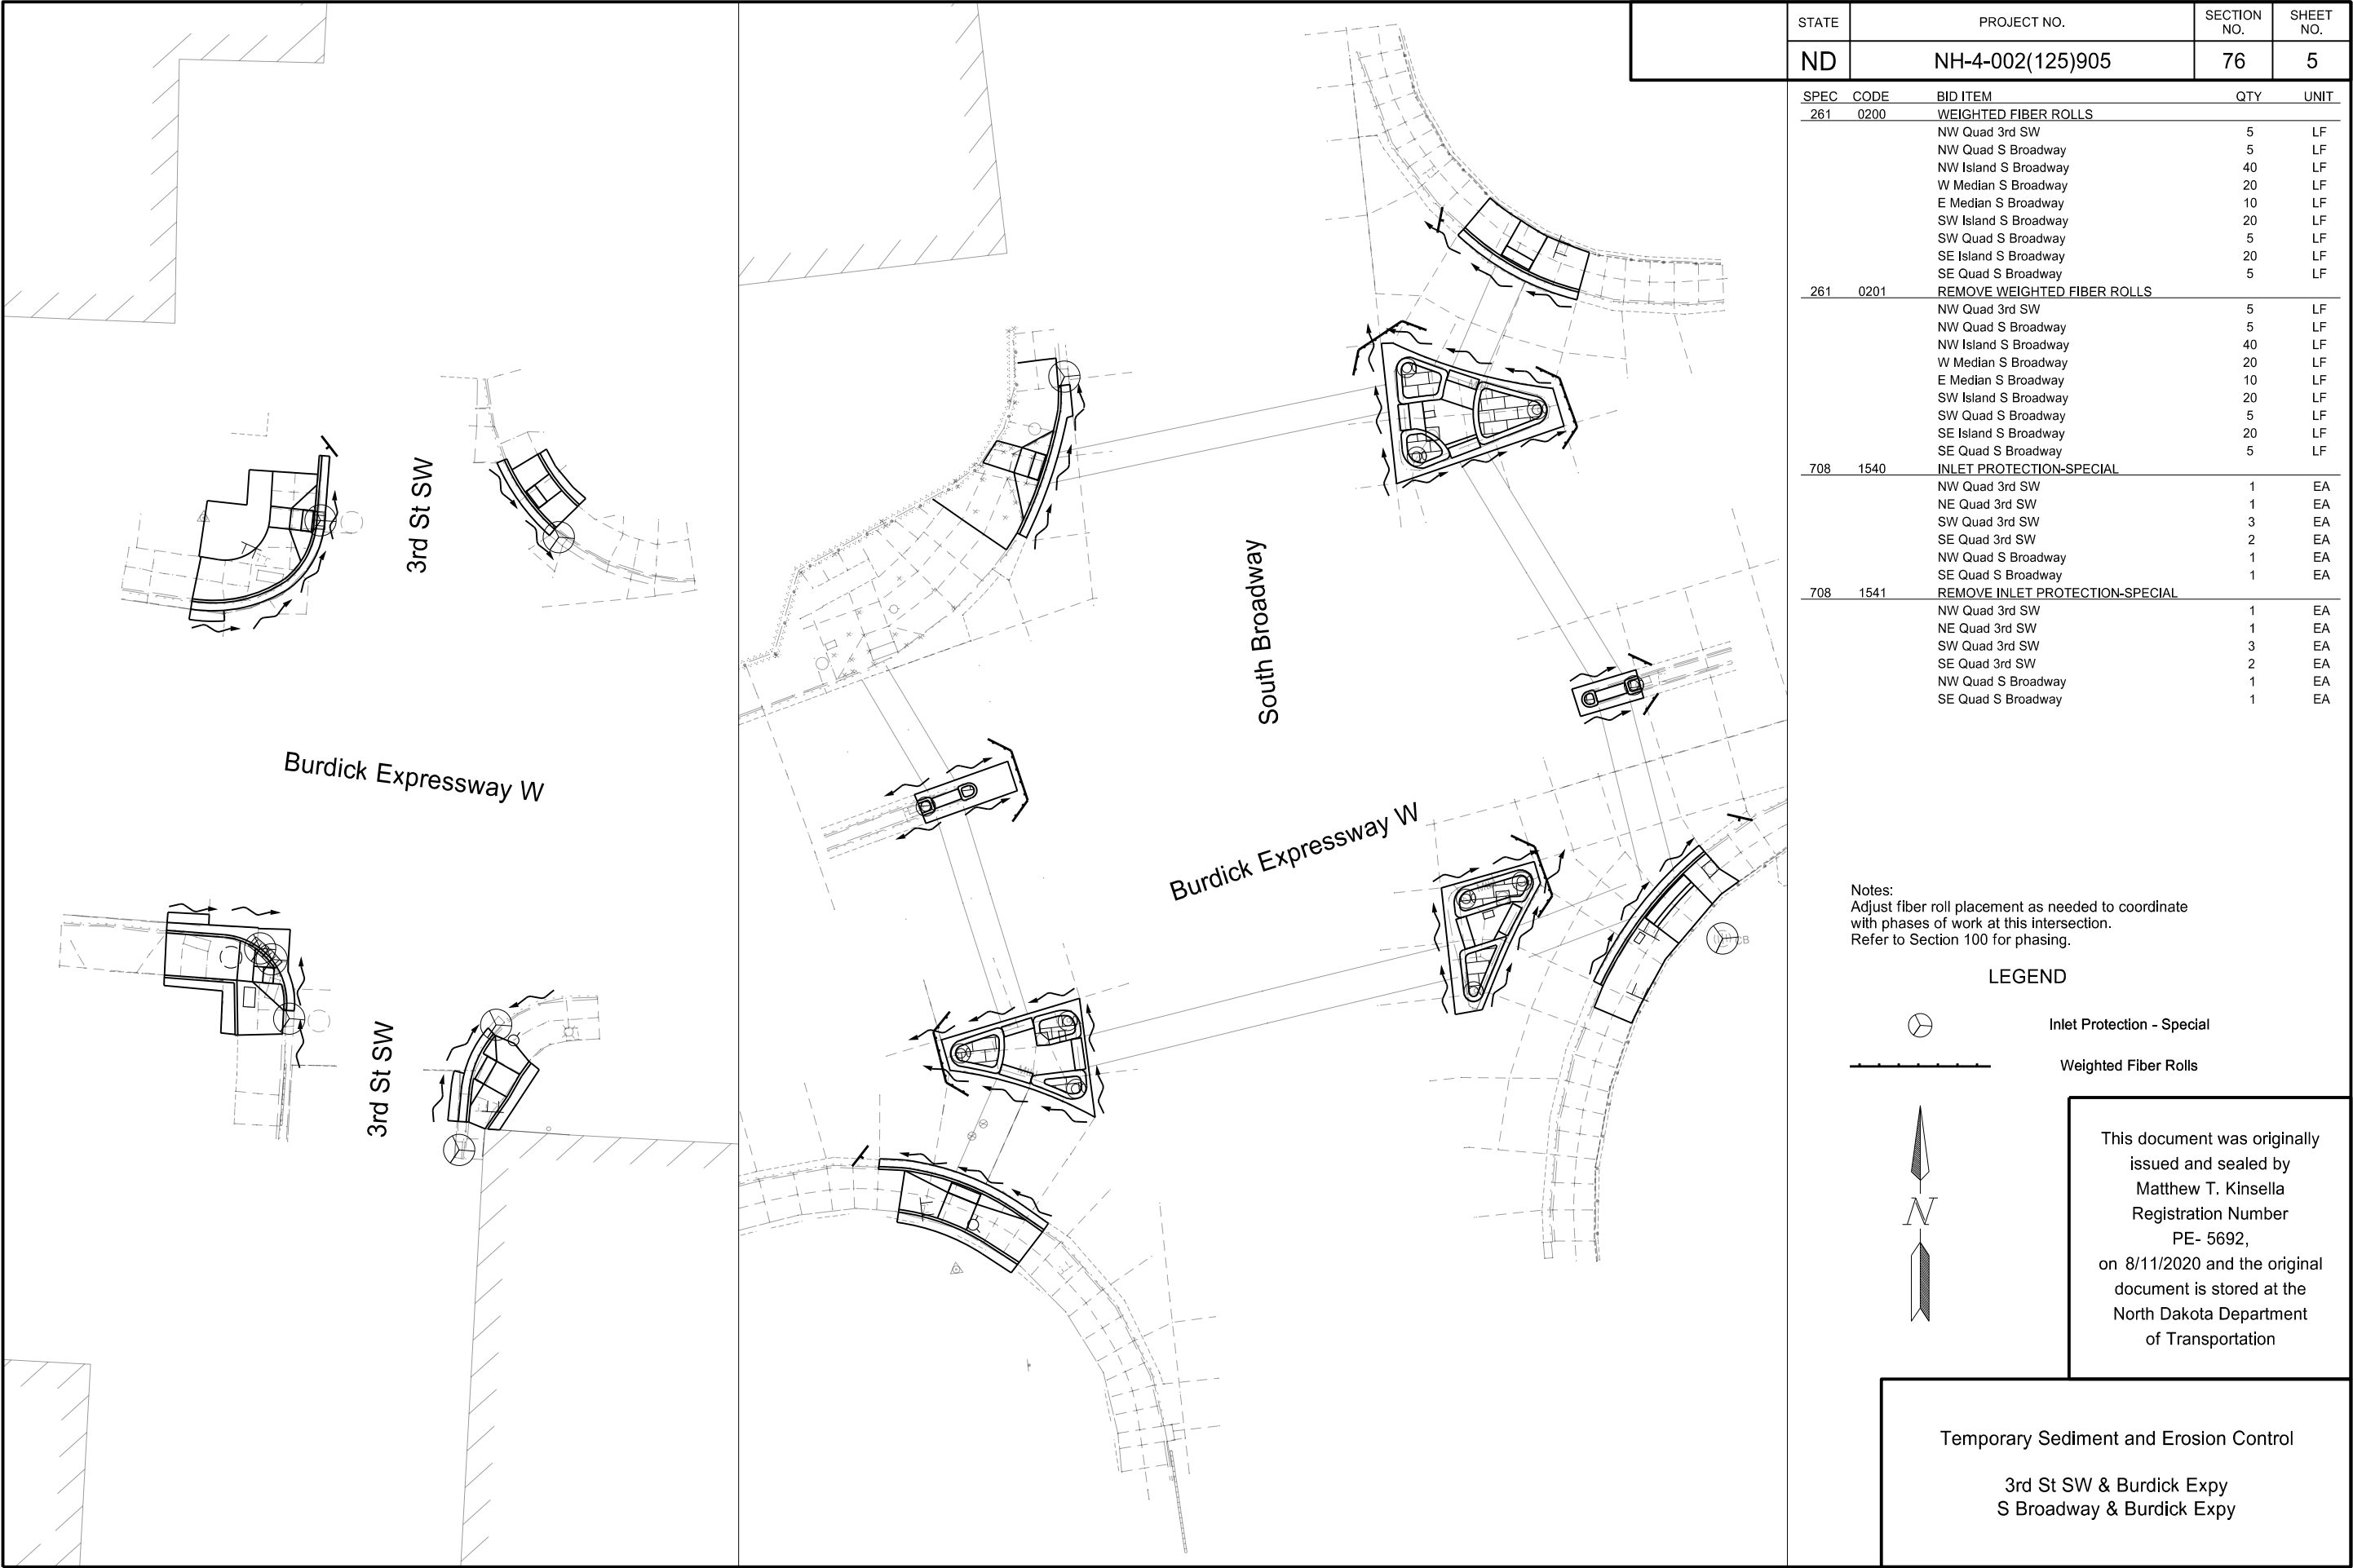 STATE PROJECT NO. SECTION NO. SHEET NO.
ND NH-4-002(125)905 76 5
SPEC CODE BID ITEM QTY UNIT
261 0200 WEIGHTED FIBER ROLLS
NW Quad 3rd SW 5 LF
NW Quad S Broadway 5 LF
NW Island S Broadway 40 LF
W Median S Broadway 20 LF
E Median S Broadway 10 LF
SW Island S Broadway 20 LF
SW Quad S Broadway 5 LF
SE Island S Broadway 20 LF
SE Quad S Broadway 5 LF
261 0201 REMOVE WEIGHTED FIBER ROLLS
NW Quad 3rd SW 5 LF
NW Quad S Broadway 5 LF
NW Island S Broadway 40 LF
W Median S Broadway 20 LF
E Median S Broadway 10 LF
SW Island S Broadway 20 LF
SW Quad S Broadway 5 LF
SE Island S Broadway 20 LF
SE Quad S Broadway 5 LF
708 1540 INLET PROTECTION-SPECIAL
NW Quad 3rd SW 1 EA
NE Quad 3rd SW 1 EA
SW Quad 3rd SW 3 EA
SE Quad 3rd SW 2 EA
NW Quad S Broadway 1 EA
SE Quad S Broadway 1 EA
708 1541 REMOVE INLET PROTECTION-SPECIAL
NW Quad 3rd SW 1 EA
NE Quad 3rd SW 1 EA
SW Quad 3rd SW 3 EA
SE Quad 3rd SW 2 EA
NW Quad S Broadway 1 EA
SE Quad S Broadway 1 EA
3rd St SW
Burdick Expressway W
3rd St SW
South Broadway
Burdick Expressway W
Notes:
Adjust fiber roll placement as needed to coordinate
with phases of work at this intersection.
Refer to Section 100 for phasing.
LEGEND
Inlet Protection - Special
Weighted Fiber Rolls
N
This document was originally
issued and sealed by
Matthew T. Kinsella
Registration Number
PE- 5692,
on 8/11/2020 and the original
document is stored at the
North Dakota Department
of Transportation
Temporary Sediment and Erosion Control
3rd St SW & Burdick Expy
S Broadway & Burdick Expy